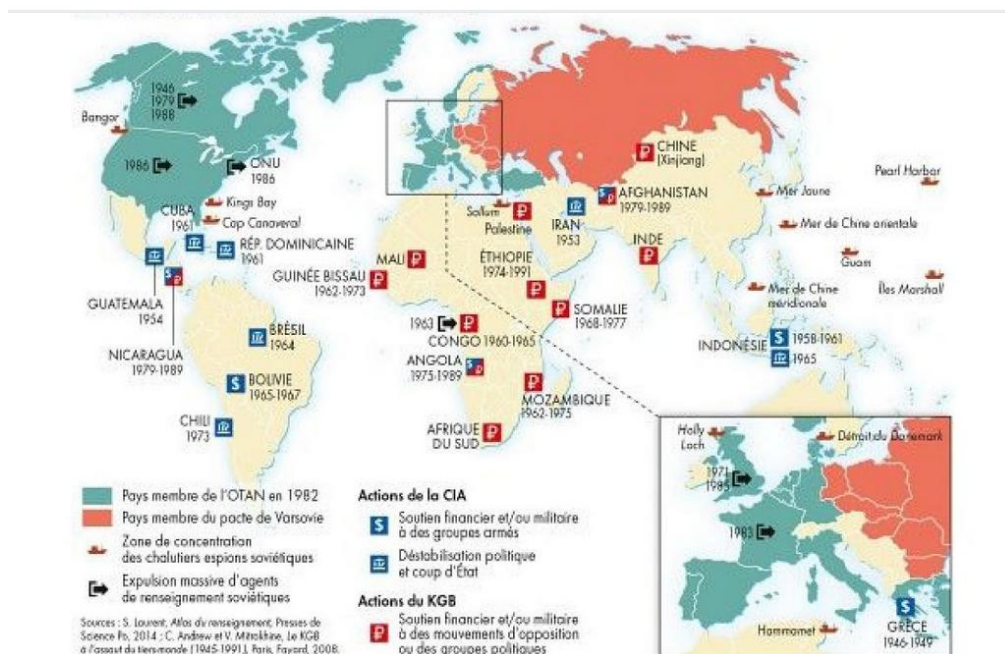 1946
1979
1988
Bangor
1986
ONU
1986
CUBA
1961
Kings Bay
Cap Canaveral
RÉP. DOMINICAINE
1961
GUATEMALA
1954
NICARAGUA
1979-1989
BRÉSIL
1964
BOLIVIE
1965-1967
CHILI
1973
MALI
GUINÉE BISSAU
1962-1973
1963
CONGO 1960-1965
ANGOLA
1975-1989
AFRIQUE
DU SUD
MOZAMBIQUE
1962-1975
SOMALIE
1968-1977
ÉTHIOPIE
1974-1991
Sallum
Palestine
IRAN
1953
AFGHANISTAN
1979-1989
CHINE
(Xinjiang)
INDE
Mer Jaune
Pearl Harbor
Mer de Chine orientale
Guam
Îles Marshall
Mer de Chine
méridionale
INDONÉSIE
1958-1961
1965
Holly
Loch
Détroit du Danemark
1971
1985
1983
GRÈCE
1946-1949
Hammamet
Pays membre de l'OTAN en 1982
Pays membre du pacte de Varsovie
Zone de concentration
des chalutiers espions soviétiques
Expulsion massive d'agents
de renseignement soviétiques
Sources : S. Laurent, Atlas du renseignement, Presses de
Science Po, 2014 ; C. Andrew et V. Mitrokhine, Le KGB
à l'assaut du tiers-monde (1945-1991), Paris, Fayard, 2008.
Actions de la CIA
$ Soutien financier et/ou militaire
à des groupes armés
Déstabilisation politique
et coup d'État
Actions du KGB
Soutien financier et/ou militaire
à des mouvements d'opposition
ou des groupes politiques